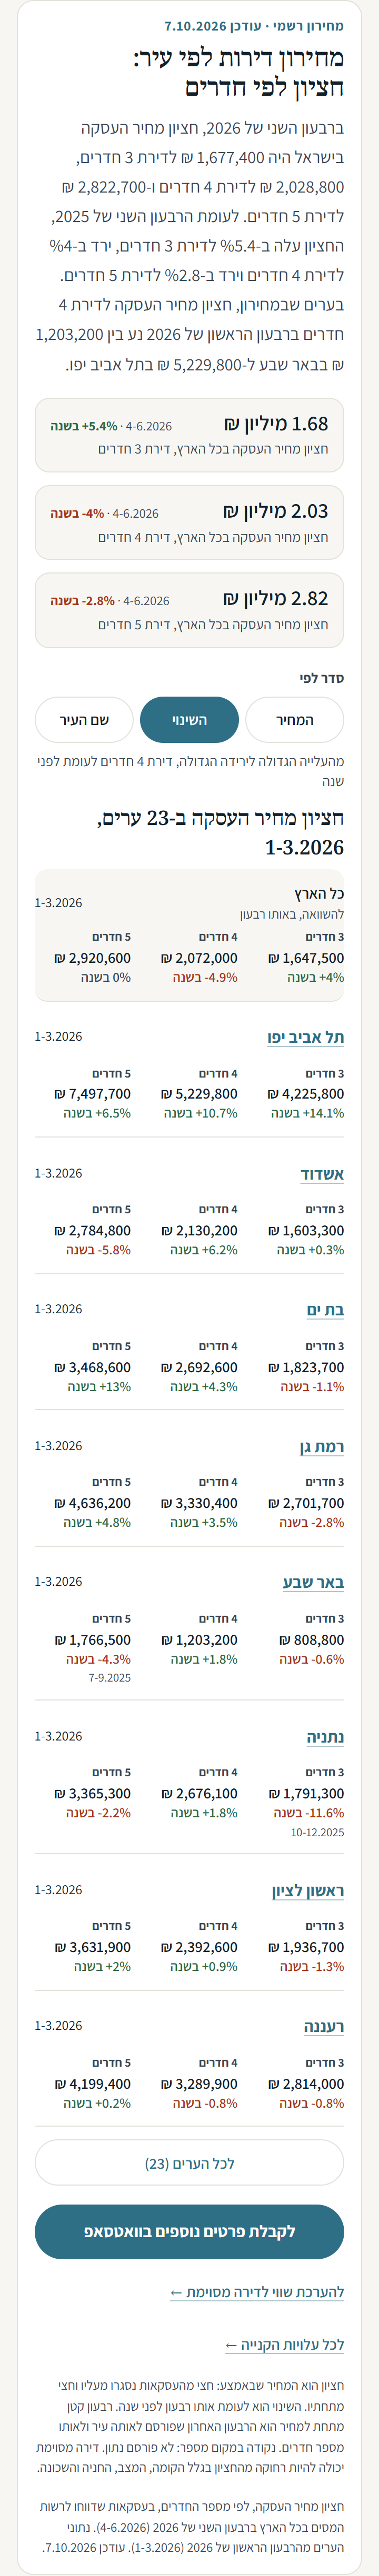 מחירון רשמי · עודכן 7.10.2026
מחירון דירות לפי עיר:
חציון לפי חדרים
ברבעון השני של 2026, חציון מחיר העסקה
בישראל היה 1,677,400 ₪ לדירת 3 חדרים,
2,028,800 ₪ לדירת 4 חדרים ו-2,822,700 ₪
לדירת 5 חדרים. לעומת הרבעון השני של 2025,
החציון עלה ב-5.4% לדירת 3 חדרים, ירד ב-4%
לדירת 4 חדרים וירד ב-2.8% לדירת 5 חדרים.
בערים שבמחירון, חציון מחיר העסקה לדירת 4
חדרים ברבעון הראשון של 2026 נע בין 1,203,200
₪ בבאר שבע ל-5,229,800 ₪ בתל אביב יפו.
1.68 מיליון ₪ 4-6.2026 · +5.4% בשנה
חציון מחיר העסקה בכל הארץ, דירת 3 חדרים
2.03 מיליון ₪ 4-6.2026 · -4% בשנה
חציון מחיר העסקה בכל הארץ, דירת 4 חדרים
2.82 מיליון ₪ 4-6.2026 · -2.8% בשנה
חציון מחיר העסקה בכל הארץ, דירת 5 חדרים
סדר לפי
המחיר השינוי שם העיר
מהעלייה הגדולה לירידה הגדולה, דירת 4 חדרים לעומת לפני
שנה
חציון מחיר העסקה ב-23 ערים,
1-3.2026
כל הארץ 1-3.2026
להשוואה, באותו רבעון
3 חדרים 4 חדרים 5 חדרים
1,647,500 ₪ 2,072,000 ₪ 2,920,600 ₪
+4% בשנה -4.9% בשנה 0% בשנה
תל אביב יפו 1-3.2026
3 חדרים 4 חדרים 5 חדרים
4,225,800 ₪ 5,229,800 ₪ 7,497,700 ₪
+14.1% בשנה +10.7% בשנה +6.5% בשנה
אשדוד 1-3.2026
3 חדרים 4 חדרים 5 חדרים
1,603,300 ₪ 2,130,200 ₪ 2,784,800 ₪
+0.3% בשנה +6.2% בשנה -5.8% בשנה
בת ים 1-3.2026
3 חדרים 4 חדרים 5 חדרים
1,823,700 ₪ 2,692,600 ₪ 3,468,600 ₪
-1.1% בשנה +4.3% בשנה +13% בשנה
רמת גן 1-3.2026
3 חדרים 4 חדרים 5 חדרים
2,701,700 ₪ 3,330,400 ₪ 4,636,200 ₪
-2.8% בשנה +3.5% בשנה +4.8% בשנה
באר שבע 1-3.2026
3 חדרים 4 חדרים 5 חדרים
808,800 ₪ 1,203,200 ₪ 1,766,500 ₪
-0.6% בשנה +1.8% בשנה -4.3% בשנה
7-9.2025
נתניה 1-3.2026
3 חדרים 4 חדרים 5 חדרים
1,791,300 ₪ 2,676,100 ₪ 3,365,300 ₪
-11.6% בשנה +1.8% בשנה -2.2% בשנה
10-12.2025
ראשון לציון 1-3.2026
3 חדרים 4 חדרים 5 חדרים
1,936,700 ₪ 2,392,600 ₪ 3,631,900 ₪
-1.3% בשנה +0.9% בשנה +2% בשנה
רעננה 1-3.2026
3 חדרים 4 חדרים 5 חדרים
2,814,000 ₪ 3,289,900 ₪ 4,199,400 ₪
-0.8% בשנה -0.8% בשנה +0.2% בשנה
לכל הערים (23)
לקבלת פרטים נוספים בוואטסאפ
להערכת שווי לדירה מסוימת ←
לכל עלויות הקנייה ←
חציון הוא המחיר שבאמצע: חצי מהעסקאות נסגרו מעליו וחצי
מתחתיו. השינוי הוא לעומת אותו רבעון לפני שנה. רבעון קטן
מתחת למחיר הוא הרבעון האחרון שפורסם לאותה עיר ולאותו
מספר חדרים. נקודה במקום מספר: לא פורסם נתון. דירה מסוימת
יכולה להיות רחוקה מהחציון בגלל הקומה, המצב, החניה והשכונה.
חציון מחיר העסקה, לפי מספר החדרים, בעסקאות שדווחו לרשות
המסים בכל הארץ ברבעון השני של 2026 (4-6.2026). נתוני
הערים מהרבעון הראשון של 2026 (1-3.2026). עודכן 7.10.2026.